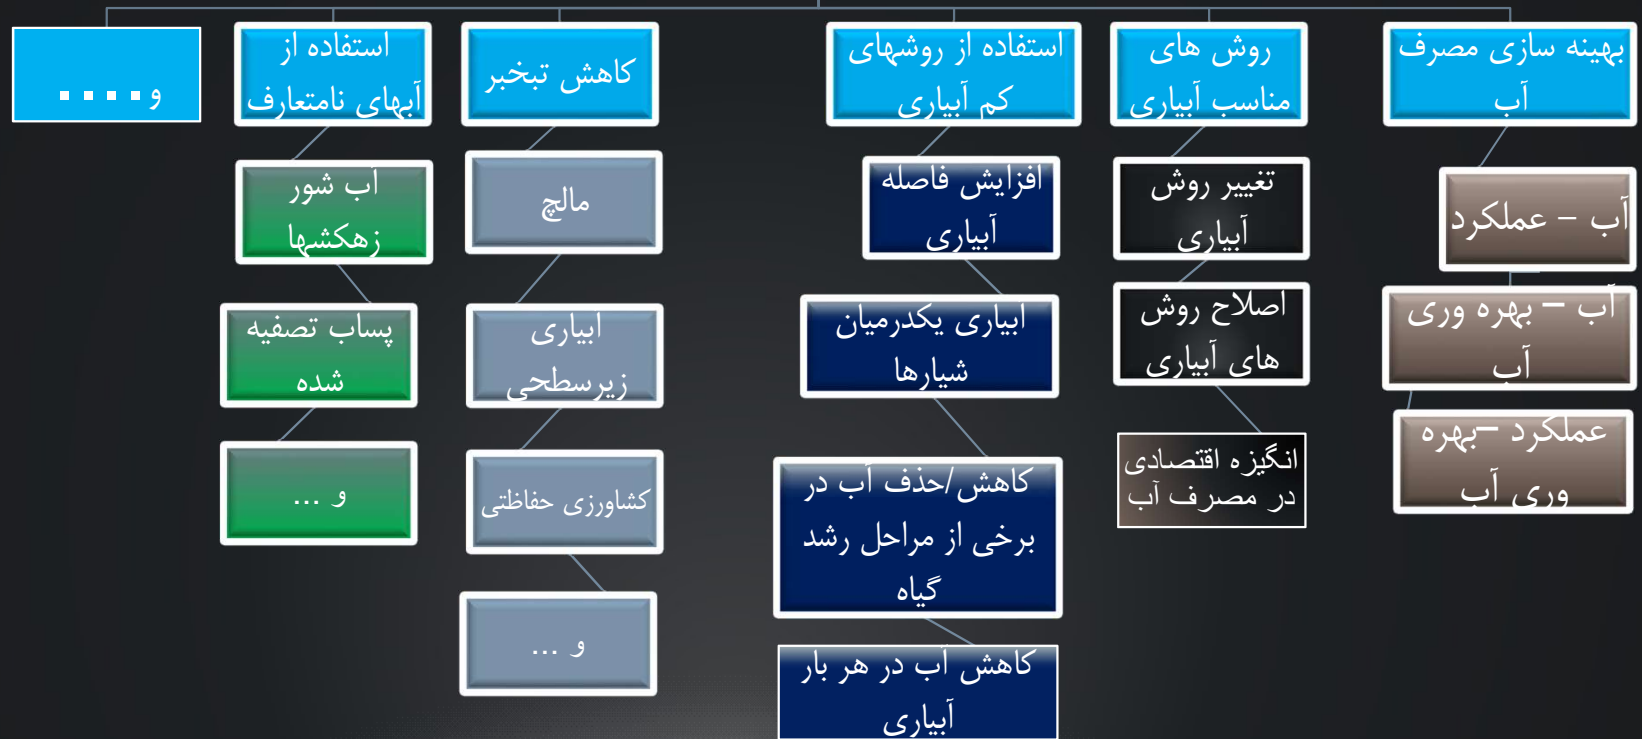 بهینه سازی مصرف
آب
آب – عملکرد
آب – بهره وری
آب
عملکرد –بهره
وری آب
روش های
مناسب آبیاری
تغییر روش
آبیاری
اصلاح روش
های آبیاری
انگیزه اقتصادی
در مصرف آب
استفاده از روشهای
کم آبیاری
افزایش فاصله
آبیاری
ابیاری یکدرمیان
شیارها
کاهش/حذف آب در
برخی از مراحل رشد
گیاه
کاهش آب در هر بار
آبیاری
کاهش تبخبر
مالچ
ابیاری
زیرسطحی
کشاورزی حفاظتی
و ...
استفاده از
آبهای نامتعارف
آب شور
زهکشها
پساب تصفیه
شده
و ...
و....